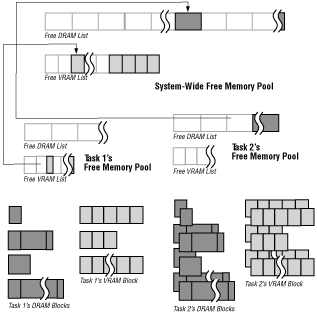 Free DRAM List
Free VRAM List
System-Wide Free Memory Pool
Free DRAM List
Task 1's
Free Memory Pool
Free VRAM List
Free DRAM List
Task 2's
Free Memory Pool
Free VRAM List
Task 1's DRAM Blocks
Task 1's VRAM Block
Task 2's DRAM Blocks
Task 2's VRAM Block